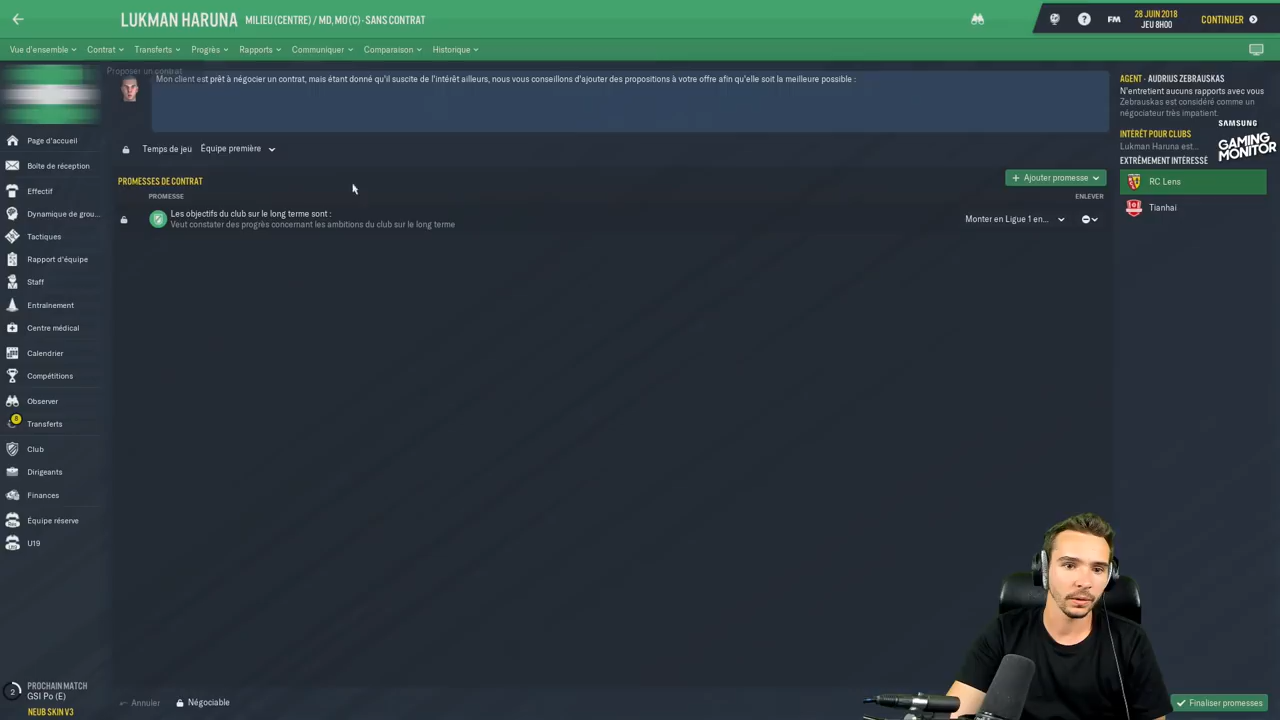 LUKMAN HARUNA MILIEU (CENTRE) / MD, MO (C) · SANS CONTRAT
FM
28 JUIN 2018
JEU 8H00
CONTINUER
Vue d'ensemble
Contrat
Transferts
Progrès
Rapports
Communiquer
Comparaison
Historique
Proposer un contrat
Mon client est prêt à négocier un contrat, mais étant donné qu'il suscite de l'intérêt ailleurs, nous vous conseillons d'ajouter des propositions à votre offre afin qu'elle soit la meilleure possible :
Temps de jeu Équipe première
PROMESSES DE CONTRAT
Ajouter promesse
PROMESSE
ENLEVER
Les objectifs du club sur le long terme sont :
Veut constater des progrès concernant les ambitions du club sur le long terme
Monter en Ligue 1 en...
AGENT - AUDRIUS ZEBRAUSKAS
N'entretient aucuns rapports avec vous
Zebrauskas est considéré comme un
négociateur très impatient.
INTÉRÊT POUR CLUBS
Lukman Haruna est...
EXTRÊMEMENT INTÉRESSÉ
RC Lens
Tianhai
SAMSUNG
GAMING
MONITOR
Page d'accueil
Boîte de réception
Effectif
Dynamique de grou...
Tactiques
Rapport d'équipe
Staff
Entraînement
Centre médical
Calendrier
Compétitions
Observer
8
Transferts
Club
Dirigeants
Finances
Équipe réserve
U19
2
PROCHAIN MATCH
GSI Po (E)
NEUB SKIN V3
Annuler
Négociable
Finaliser promesses